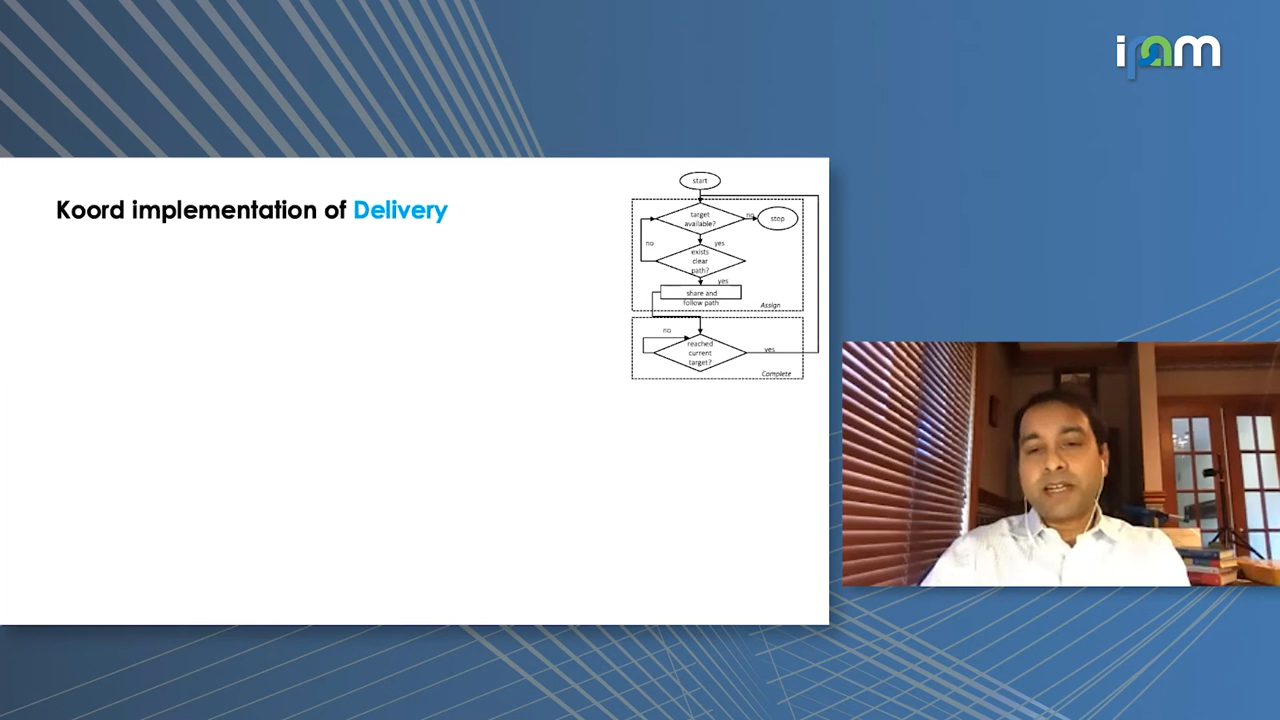 ipam
Koord implementation of Delivery
start
target
available?
no
stop
no
yes
exists
clear
path?
yes
share and
follow path
Assign
no
reached
current
target?
yes
Complete